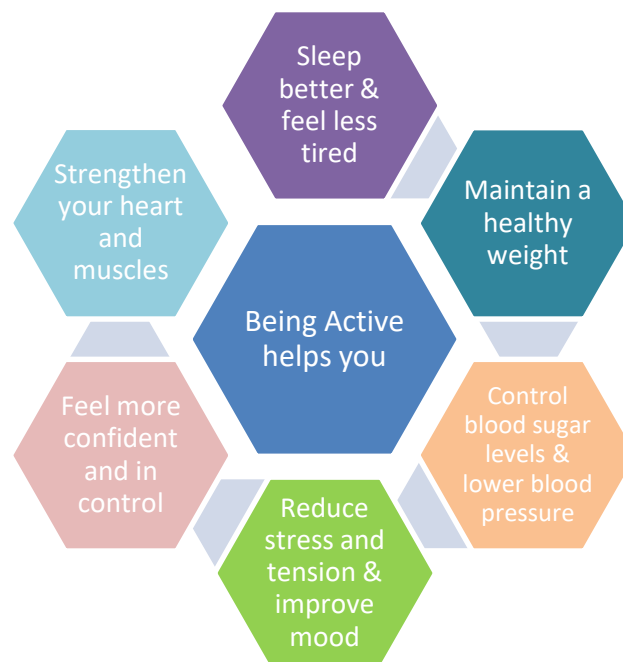 Sleep
better &
feel less
tired
Maintain a
healthy
weight
Control
blood sugar
levels &
lower blood
pressure
Reduce
stress and
tension &
improve
mood
Feel more
confident
and in
control
Strengthen
your heart
and
muscles
Being Active
helps you